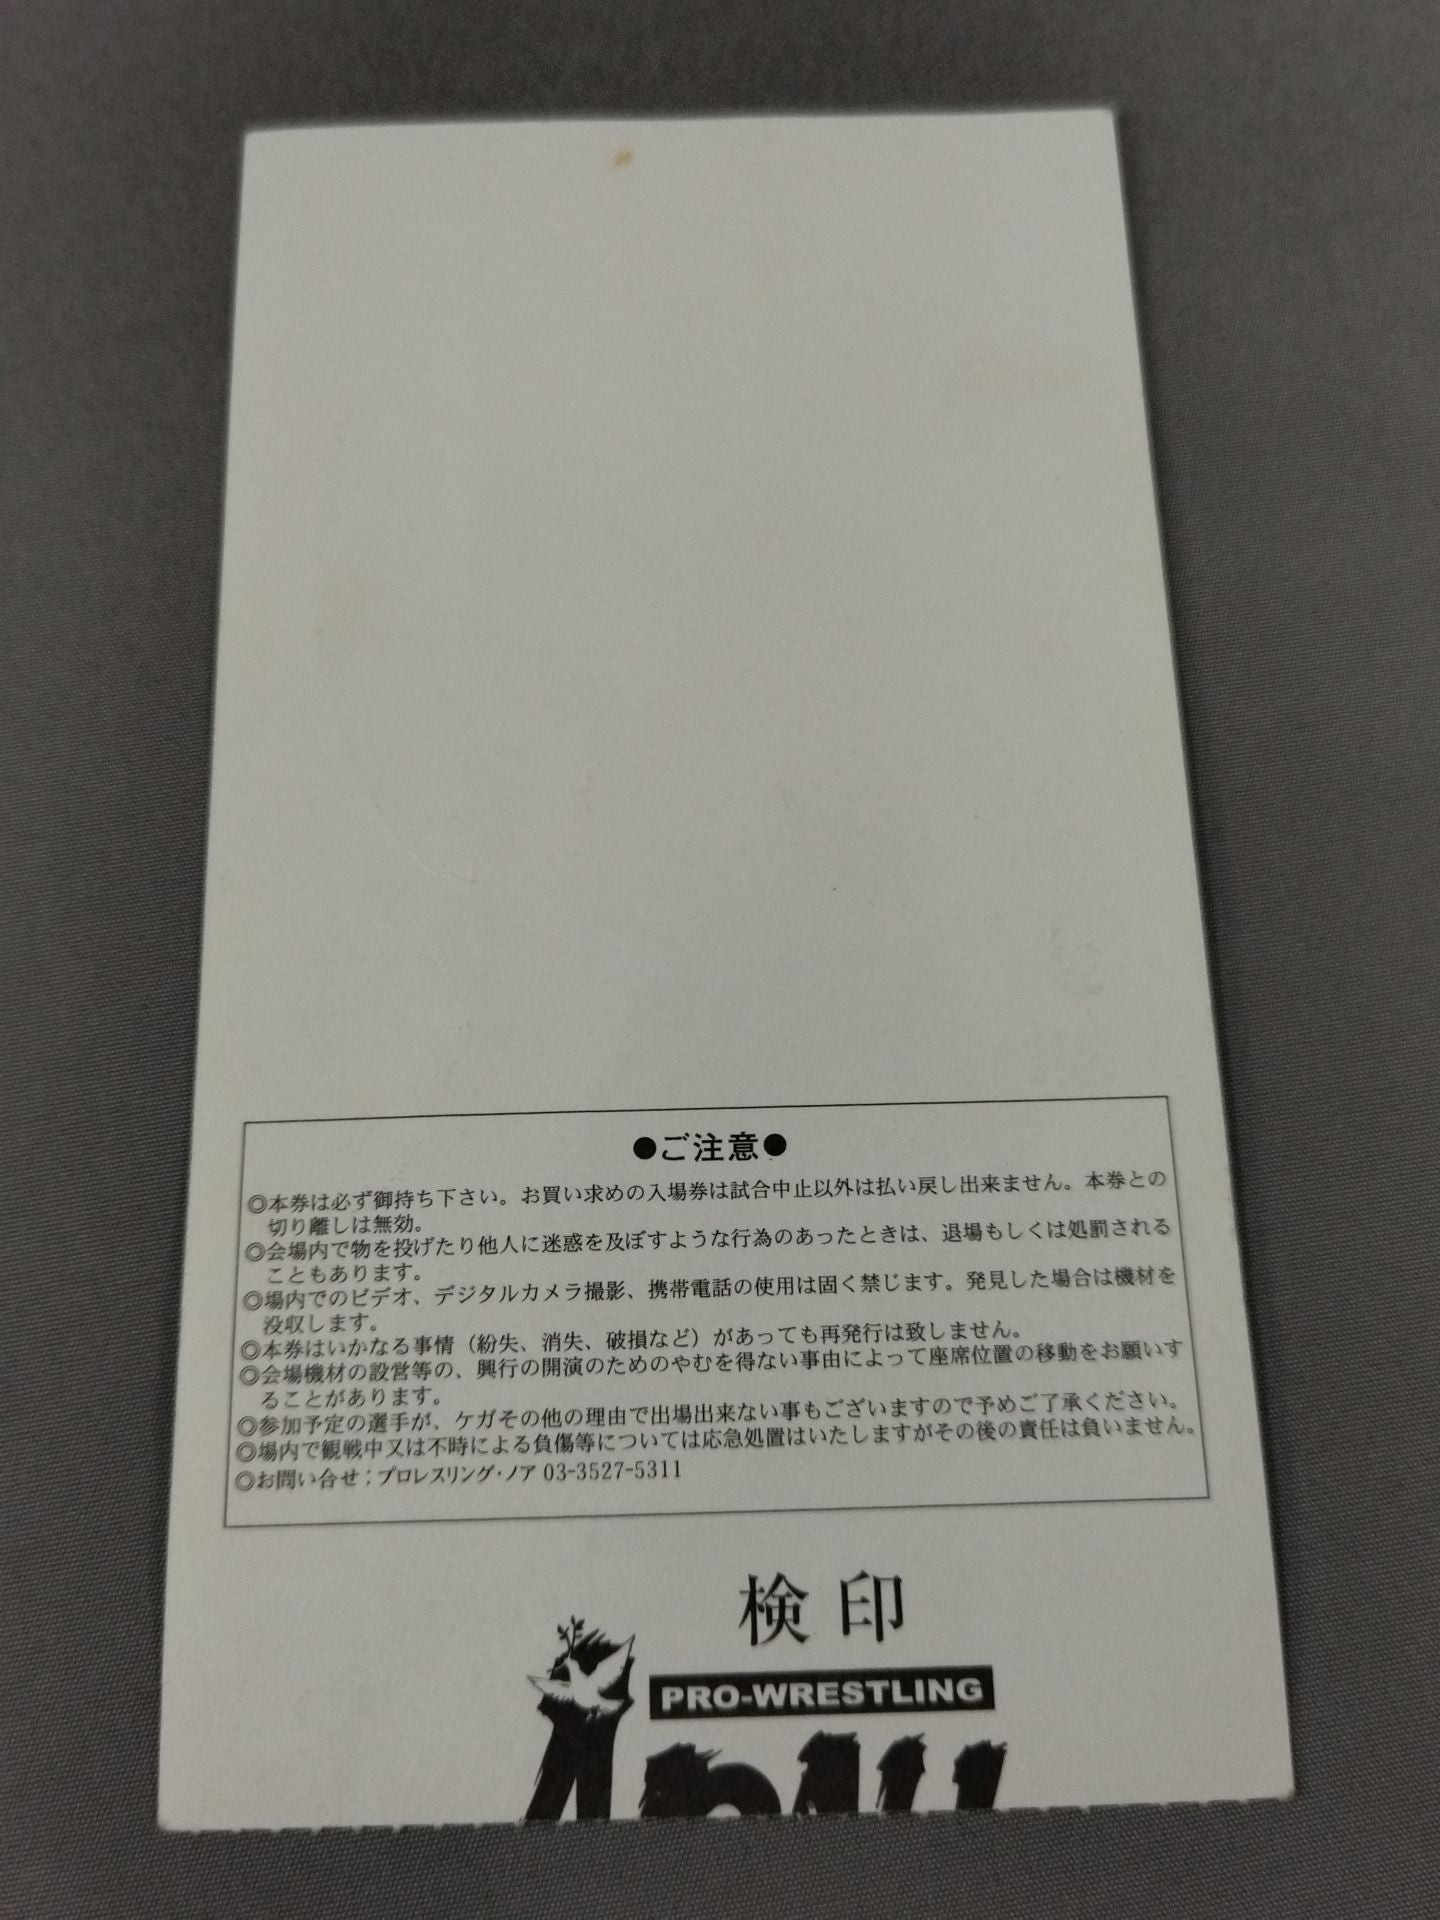 ●ご注意●
◎本券は必ず御持ち下さい。お買い求めの入場券は試合中止以外は払い戻し出来ません。本券との
切り離しは無効。
◎会場内で物を投げたり他人に迷惑を及ぼすような行為のあったときは、退場もしくは処罰される
こともあります。
◎場内でのビデオ、デジタルカメラ撮影、携帯電話の使用は固く禁じます。発見した場合は機材を
没収します。
◎本券はいかなる事情（紛失、消失、破損など）があっても再発行は致しません。
◎会場機材の設営等の、興行の開演のためのやむを得ない事由によって座席位置の移動をお願いす
ることがあります。
◎参加予定の選手が、ケガその他の理由で出場出来ない事もございますので予めご了承ください。
◎場内で観戦中又は不時による負傷等については応急処置はいたしますがその後の責任は負いません。
◎お問い合せ：プロレスリング・ノア 03-3527-5311
検印
PRO-WRESTLING